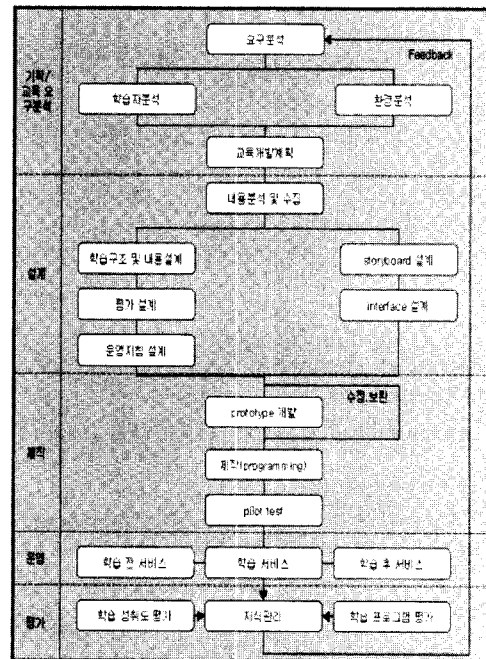 요구분석
Feedback
기획/
교육 요
구분석
학습자분석
환경분석
교육개발계획
내용분석 및 수집
설계
학습구조 및 내용설계
storyboard 설계
평가 설계
interface 설계
운영지침 설계
수정,보완
prototype 개발
제작
제작(programming)
pilot test
운영
학습 전 서비스
학습 서비스
학습 후 서비스
평가
학습 성취도 평가
지식관리
학습 프로그램 평가